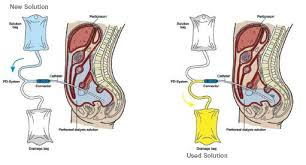 New Solution
Peritoneum
Solution
bag
Catheter
PD-System
Connector
Peritoneal dialysis solution
Drainage bag
Peritoneum
Solution
bag
Catheter
PD-System
Connector
Peritoneal dialysis solution
Drainage bag
Used Solution